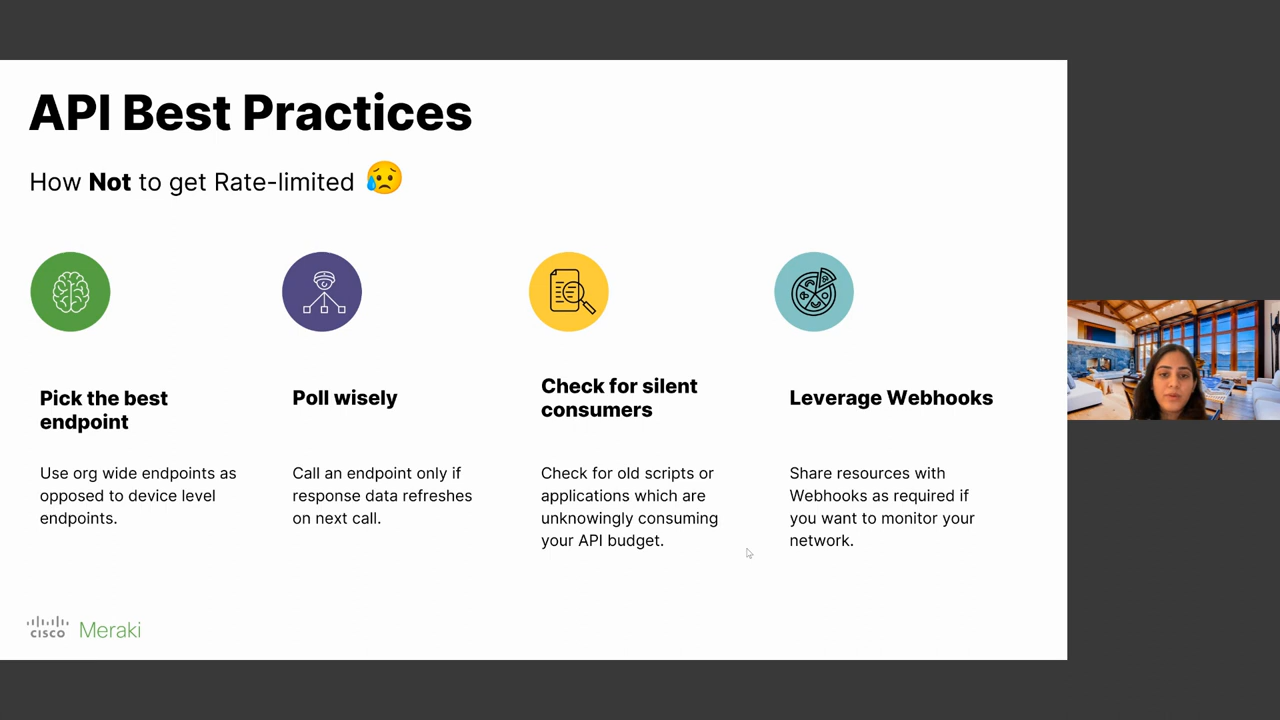 API Best Practices
How Not to get Rate-limited 😥
Pick the best
endpoint
Use org wide endpoints as
opposed to device level
endpoints.
Poll wisely
Call an endpoint only if
response data refreshes
on next call.
Check for silent
consumers
Check for old scripts or
applications which are
unknowingly consuming
your API budget.
Leverage Webhooks
Share resources with
Webhooks as required if
you want to monitor your
network.
CISCO Meraki